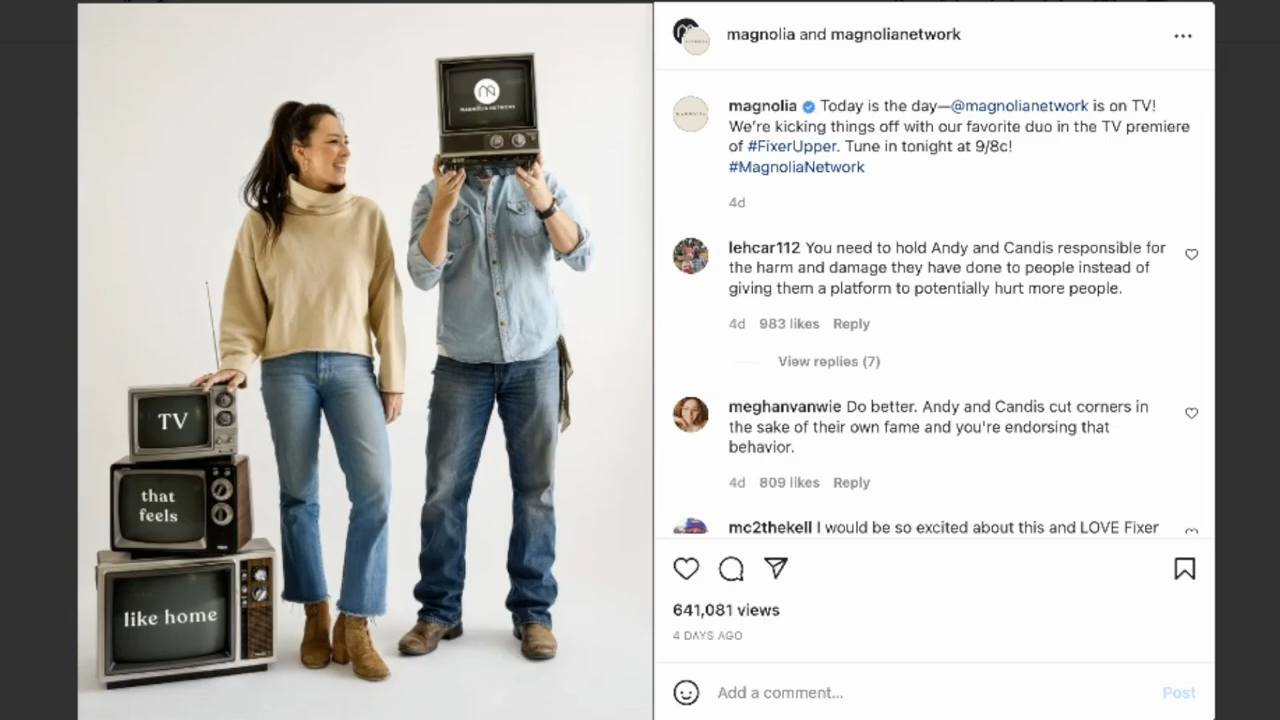 MAGNOLIA NETWORK
TV
that
feels
like home
magnolia and magnolianetwork
magnolia Today is the day—@magnolianetwork is on TV!
We're kicking things off with our favorite duo in the TV premiere
of #FixerUpper. Tune in tonight at 9/8c!
#MagnoliaNetwork
4d
lehcar112 You need to hold Andy and Candis responsible for
the harm and damage they have done to people instead of
giving them a platform to potentially hurt more people.
4d 983 likes Reply
View replies (7)
meghanvanwie Do better. Andy and Candis cut corners in
the sake of their own fame and you're endorsing that
behavior.
4d 809 likes Reply
mc2thekell I would be so excited about this and LOVE Fixer
641,081 views
4 DAYS AGO
Add a comment...
Post